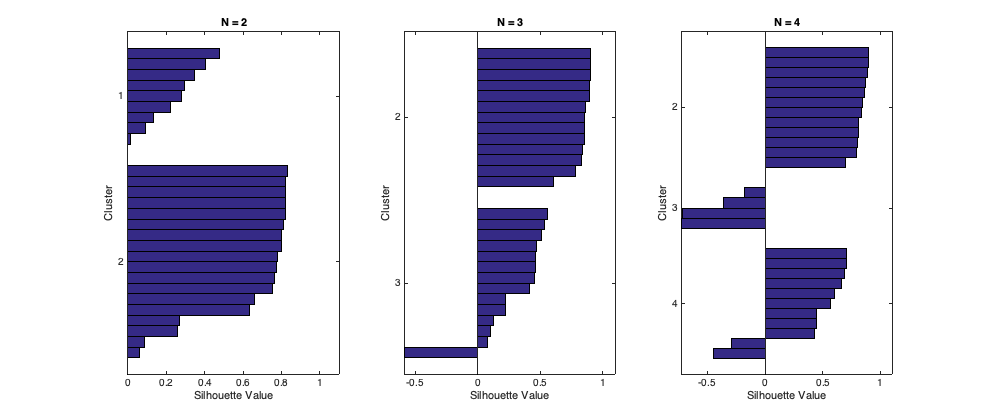 N = 2
1
2
Cluster
0 0.2 0.4 0.6 0.8 1
Silhouette Value
N = 3
2
3
Cluster
-0.5 0 0.5 1
Silhouette Value
N = 4
2
3
4
Cluster
-0.5 0 0.5 1
Silhouette Value